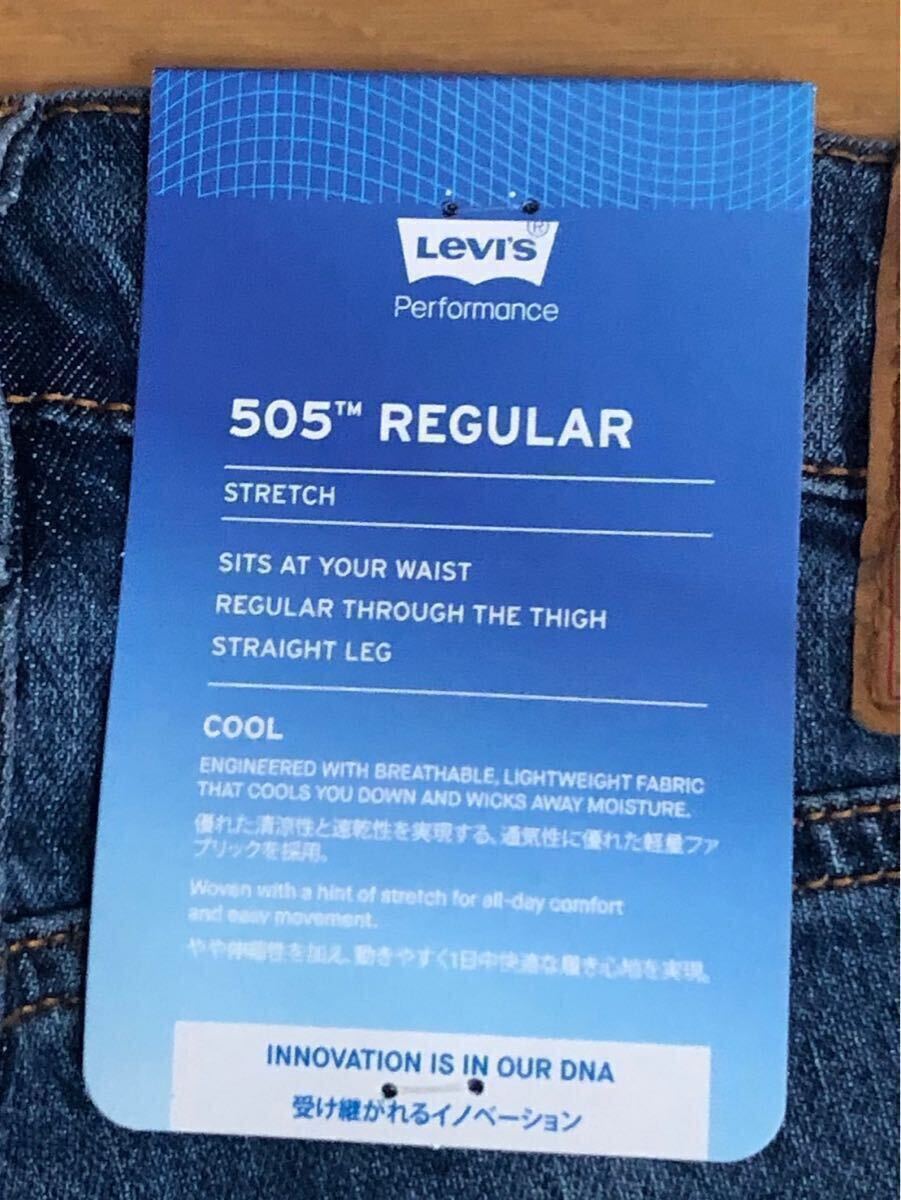 Levi's®
Performance
505™ REGULAR
STRETCH
SITS AT YOUR WAIST
REGULAR THROUGH THE THIGH
STRAIGHT LEG
COOL
ENGINEERED WITH BREATHABLE, LIGHTWEIGHT FABRIC
THAT COOLS YOU DOWN AND WICKS AWAY MOISTURE.
優れた清涼性と速乾性を実現する、通気性に優れた軽量ファ
ブリックを採用。
Woven with a hint of stretch for all-day comfort
and easy movement.
やや伸縮性を加え、動きやすく1日中快適な履き心地を実現。
INNOVATION IS IN OUR DNA
受け継がれるイノベーション